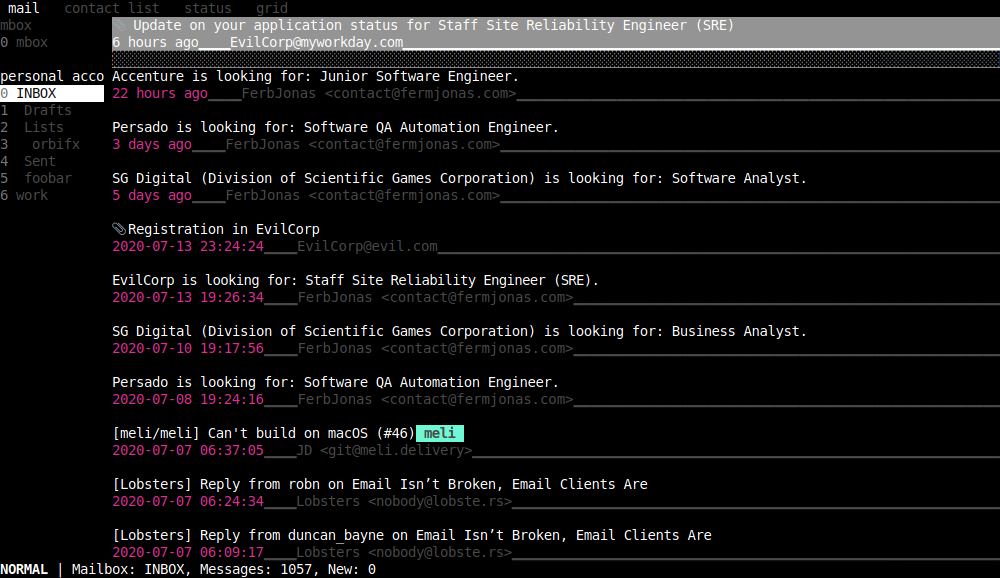 mail contact list status grid
mbox
0 mbox
personal acco
0 INBOX
1 Drafts
2 Lists
3 orbifx
4 Sent
5 foobar
6 work
Update on your application status for Staff Site Reliability Engineer (SRE)
6 hours ago____EvilCorp@myworkday.com
Accenture is looking for: Junior Software Engineer.
22 hours ago____FerbJonas <contact@fermjonas.com>
Persado is looking for: Software QA Automation Engineer.
3 days ago____FerbJonas <contact@fermjonas.com>
SG Digital (Division of Scientific Games Corporation) is looking for: Software Analyst.
5 days ago____FerbJonas <contact@fermjonas.com>
Registration in EvilCorp
2020-07-13 23:24:24____EvilCorp@evil.com
EvilCorp is looking for: Staff Site Reliability Engineer (SRE).
2020-07-13 19:26:34____FerbJonas <contact@fermjonas.com>
SG Digital (Division of Scientific Games Corporation) is looking for: Business Analyst.
2020-07-10 19:17:56____FerbJonas <contact@fermjonas.com>
Persado is looking for: Software QA Automation Engineer.
2020-07-08 19:24:16____FerbJonas <contact@fermjonas.com>
[meli/meli] Can't build on macOS (#46) meli
2020-07-07 06:37:05____JD <git@meli.delivery>
[Lobsters] Reply from robn on Email Isn’t Broken, Email Clients Are
2020-07-07 06:24:34____Lobsters <nobody@lobste.rs>
[Lobsters] Reply from duncan_bayne on Email Isn’t Broken, Email Clients Are
2020-07-07 06:09:17____Lobsters <nobody@lobste.rs>
NORMAL | Mailbox: INBOX, Messages: 1057, New: 0